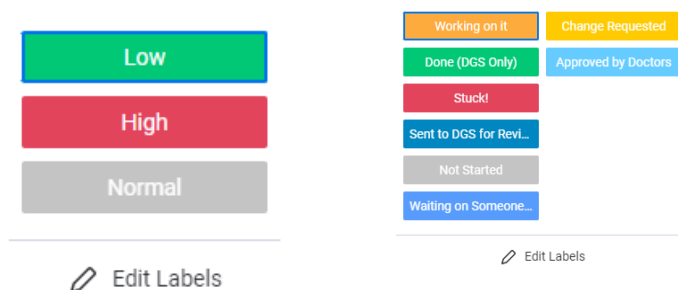 Low
High
Normal
Edit Labels
Working on it
Change Requested
Done (DGS Only)
Approved by Doctors
Stuck!
Sent to DGS for Revi...
Not Started
Waiting on Someone...
Edit Labels